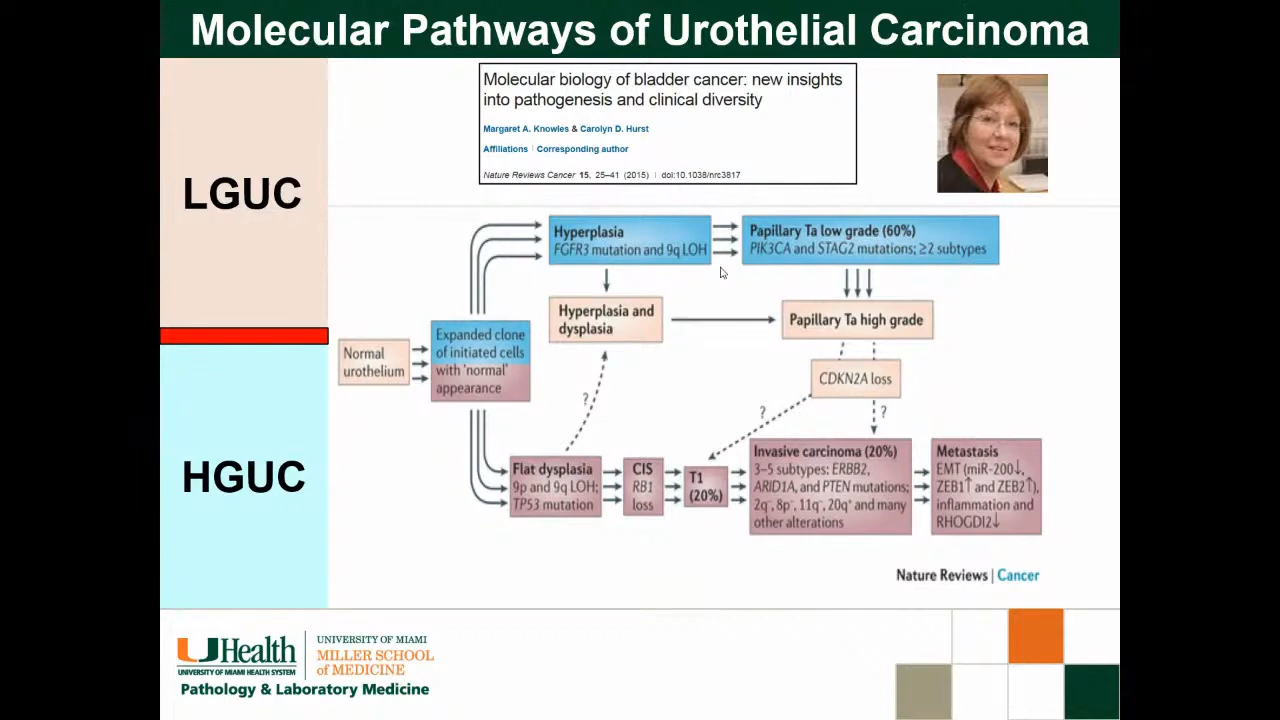 Molecular Pathways of Urothelial Carcinoma
Molecular biology of bladder cancer: new insights
into pathogenesis and clinical diversity
Margaret A. Knowles & Carolyn D. Hurst
Affiliations | Corresponding author
Nature Reviews Cancer 15, 25–41 (2015) | doi:10.1038/nrc3817
LGUC
HGUC
Hyperplasia
FGFR3 mutation and 9q LOH
Papillary Ta low grade (60%)
PIK3CA and STAG2 mutations; ≥2 subtypes
Hyperplasia and
dysplasia
Papillary Ta high grade
Normal
urothelium
Expanded clone
of initiated cells
with 'normal'
appearance
CDKN2A loss
?
?
?
Flat dysplasia
9p and 9q LOH;
TP53 mutation
CIS
RB1
loss
T1
(20%)
Invasive carcinoma (20%)
3–5 subtypes: ERBB2,
ARID1A, and PTEN mutations;
2q⁻, 8p⁻, 11q⁻, 20q⁺ and many
other alterations
Metastasis
EMT (miR-200↓,
ZEB1↑ and ZEB2↑),
inflammation and
RHOGDI2↓
Nature Reviews | Cancer
UHealth
UNIVERSITY OF MIAMI HEALTH SYSTEM
UNIVERSITY OF MIAMI
MILLER SCHOOL
of MEDICINE
Pathology & Laboratory Medicine